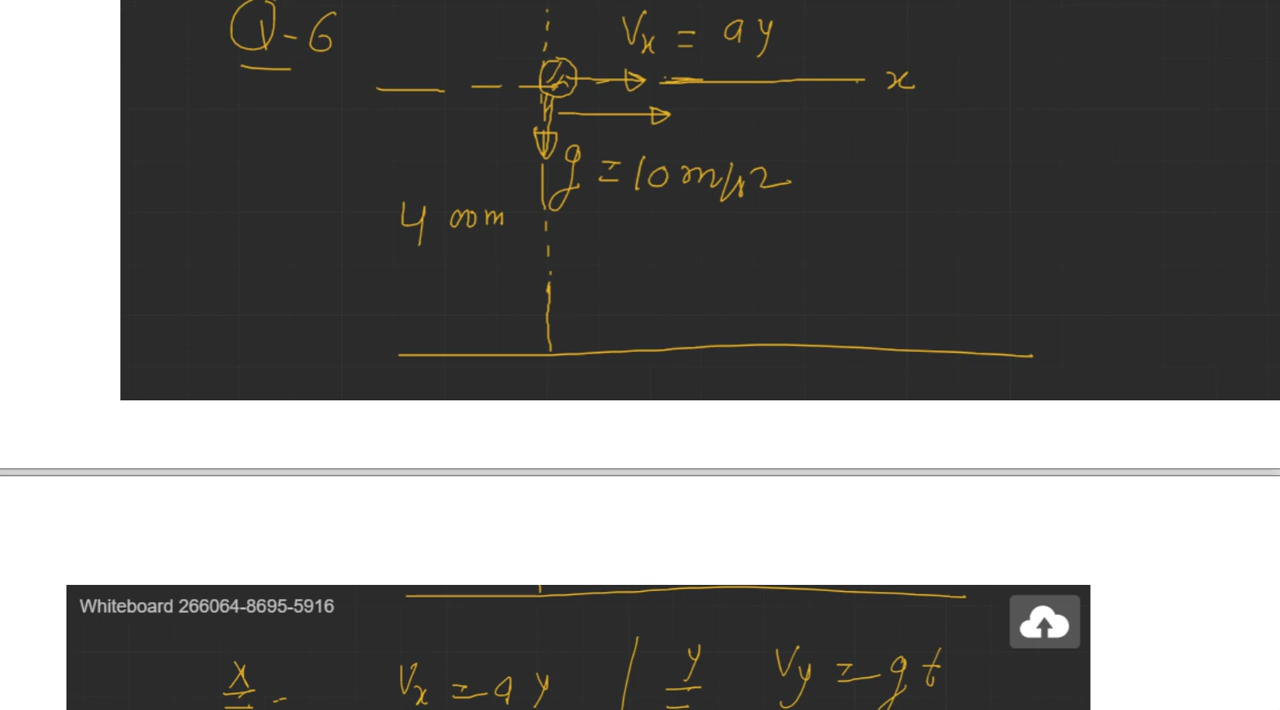 Q-6
Vx = ay
x
g = 10 m/s2
400m
Whiteboard 266064-8695-5916
x
Vx = ay
y
Vy = gt